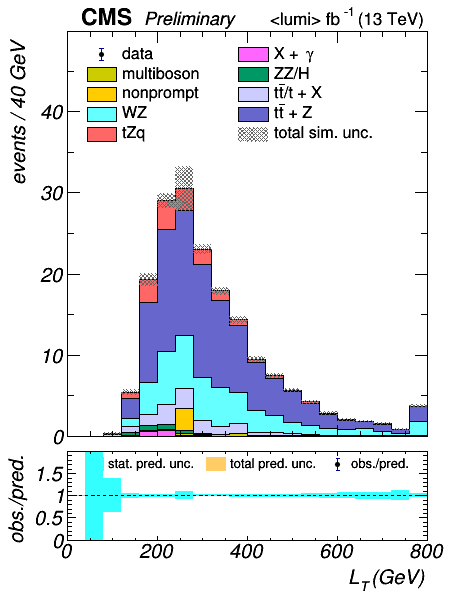 CMS Preliminary <lumi> fb⁻¹ (13 TeV)
events / 40 GeV
data
multiboson
nonprompt
WZ
tZq
X + γ
ZZ/H
tt̄/t + X
tt̄ + Z
total sim. unc.
40
30
20
10
0
obs./pred.
stat. pred. unc. total pred. unc. obs./pred.
1.5
1
0.5
0
0 200 400 600 800
L_T(GeV)